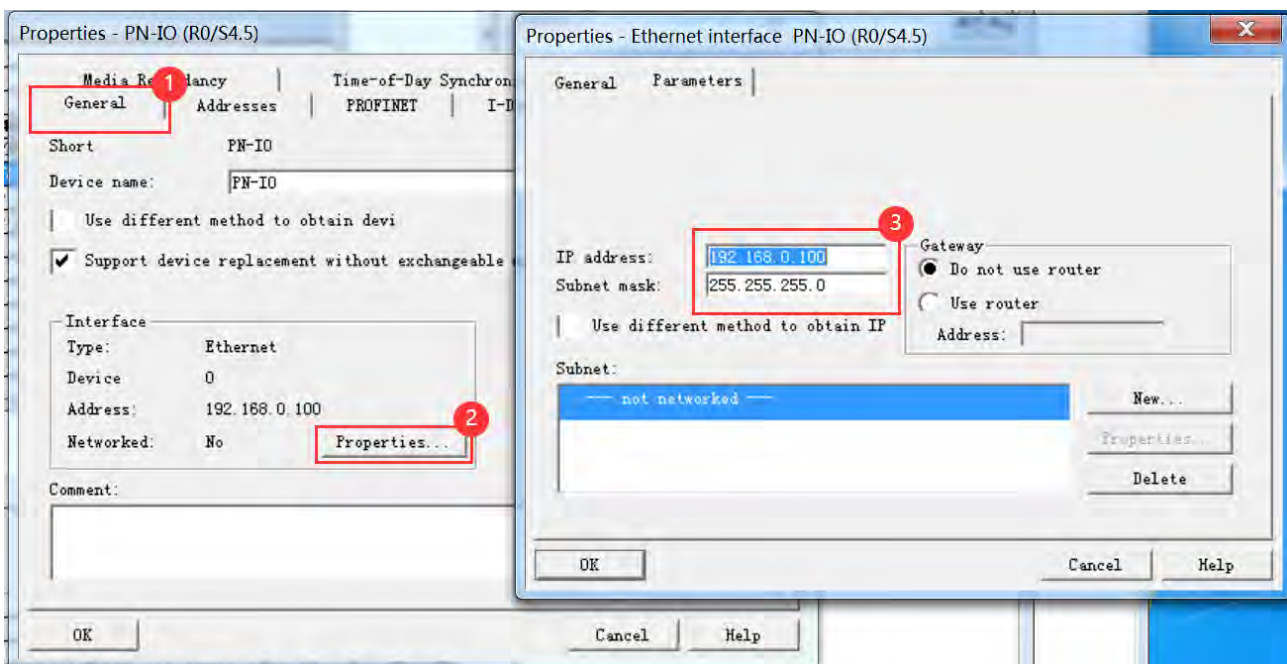 Properties - PN-IO (R0/S4.5)
Media Re dancy
Time-of-Day Synchron
1
General
Addresses
PROFINET
I-D
Short
PN-IO
Device name:
PN-IO
Use different method to obtain devi
Support device replacement without exchangeable
Interface
Type:
Ethernet
Device
0
Address:
192.168.0.100
2
Networked:
No
Properties...
Comment:
OK
Cancel
Help
Properties - Ethernet interface PN-IO (R0/S4.5)
General
Parameters
3
IP address:
192.168.0.100
Subnet mask:
255.255.255.0
Use different method to obtain IP
Gateway
Do not use router
Use router
Address:
Subnet:
--- not networked ---
New...
Properties...
Delete
OK
Cancel
Help